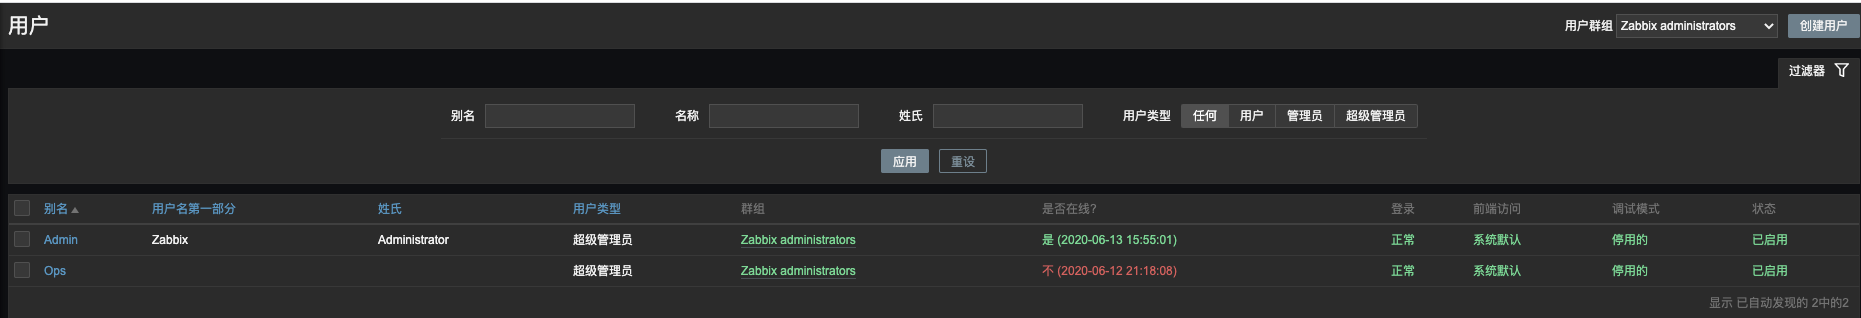 用户
用户群组 Zabbix administrators 创建用户
过滤器
别名 名称 姓氏 用户类型 任何 用户 管理员 超级管理员
应用 重设
别名 用户名第一部分 姓氏 用户类型 群组 是否在线? 登录 前端访问 调试模式 状态
Admin Zabbix Administrator 超级管理员 Zabbix administrators 是 (2020-06-13 15:55:01) 正常 系统默认 停用的 已启用
Ops 超级管理员 Zabbix administrators 不 (2020-06-12 21:18:08) 正常 系统默认 停用的 已启用
显示 已自动发现的 2中的2